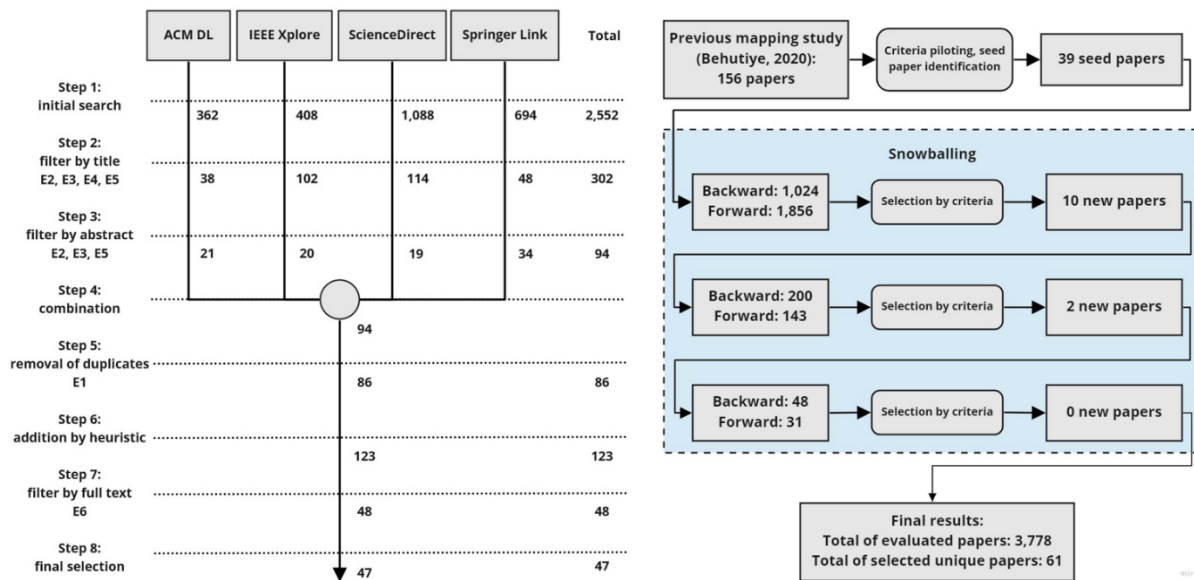 ACM DL
IEEE Xplore
ScienceDirect
Springer Link
Total
Step 1:
initial search
362
408
1,088
694
2,552
Step 2:
filter by title
E2, E3, E4, E5
38
102
114
48
302
Step 3:
filter by abstract
E2, E3, E5
21
20
19
34
94
Step 4:
combination
94
Step 5:
removal of duplicates
E1
86
86
Step 6:
addition by heuristic
123
123
Step 7:
filter by full text
E6
48
48
Step 8:
final selection
47
47
Previous mapping study
(Behutiye, 2020):
156 papers
Criteria piloting, seed
paper identification
39 seed papers
Snowballing
Backward: 1,024
Forward: 1,856
Selection by criteria
10 new papers
Backward: 200
Forward: 143
Selection by criteria
2 new papers
Backward: 48
Forward: 31
Selection by criteria
0 new papers
Final results:
Total of evaluated papers: 3,778
Total of selected unique papers: 61